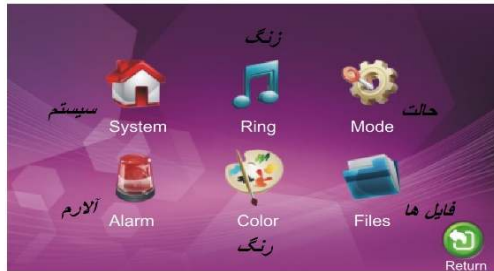 زنگ
سیستم
حالت
System Ring Mode
آلارم
فایل ها
Alarm Color Files
رنگ
Return